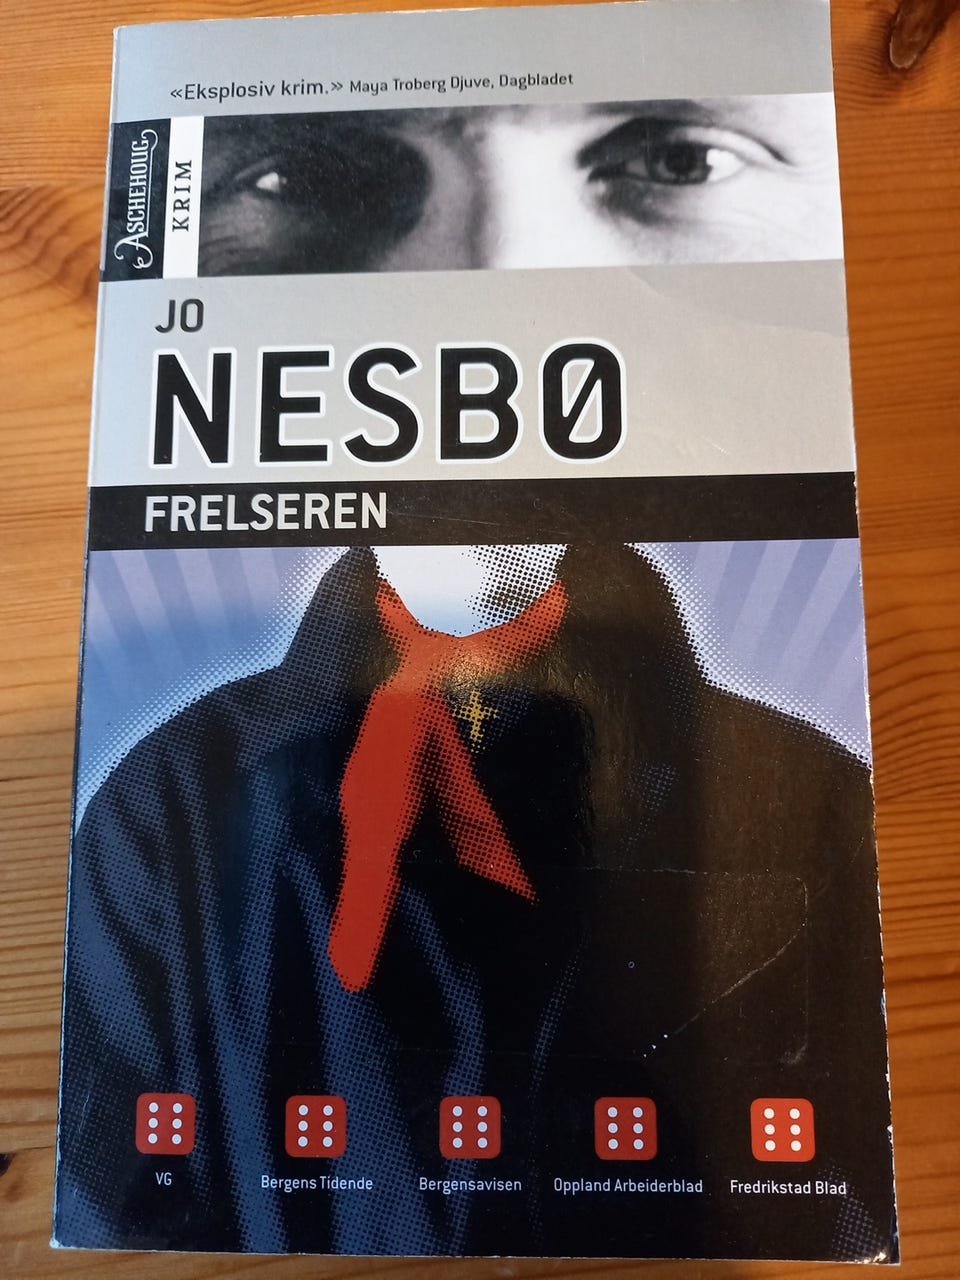 «Eksplosiv krim.» Maya Troberg Djuve, Dagbladet
ASCHEHOUG
KRIM
JO
NESBØ
FRELSEREN
VG
Bergens Tidende
Bergensavisen
Oppland Arbeiderblad
Fredrikstad Blad